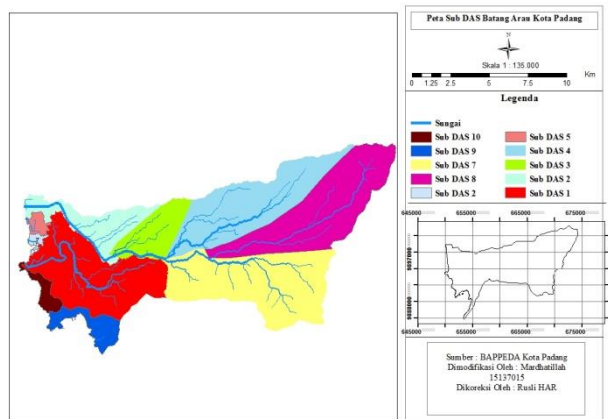 Peta Sub DAS Batang Arau Kota Padang
N
Skala 1 : 135.000
Km
0 1.25 2.5 5 7.5 10
Legenda
Sungai
Sub DAS 10
Sub DAS 5
Sub DAS 9
Sub DAS 4
Sub DAS 7
Sub DAS 3
Sub DAS 8
Sub DAS 2
Sub DAS 2
Sub DAS 1
645000 655000 665000 675000
645000 655000 665000 675000
Sumber : BAPPEDA Kota Padang
Dimodifikasi Oleh : Mardhatillah
15137015
Dikoreksi Oleh : Rusli HAR